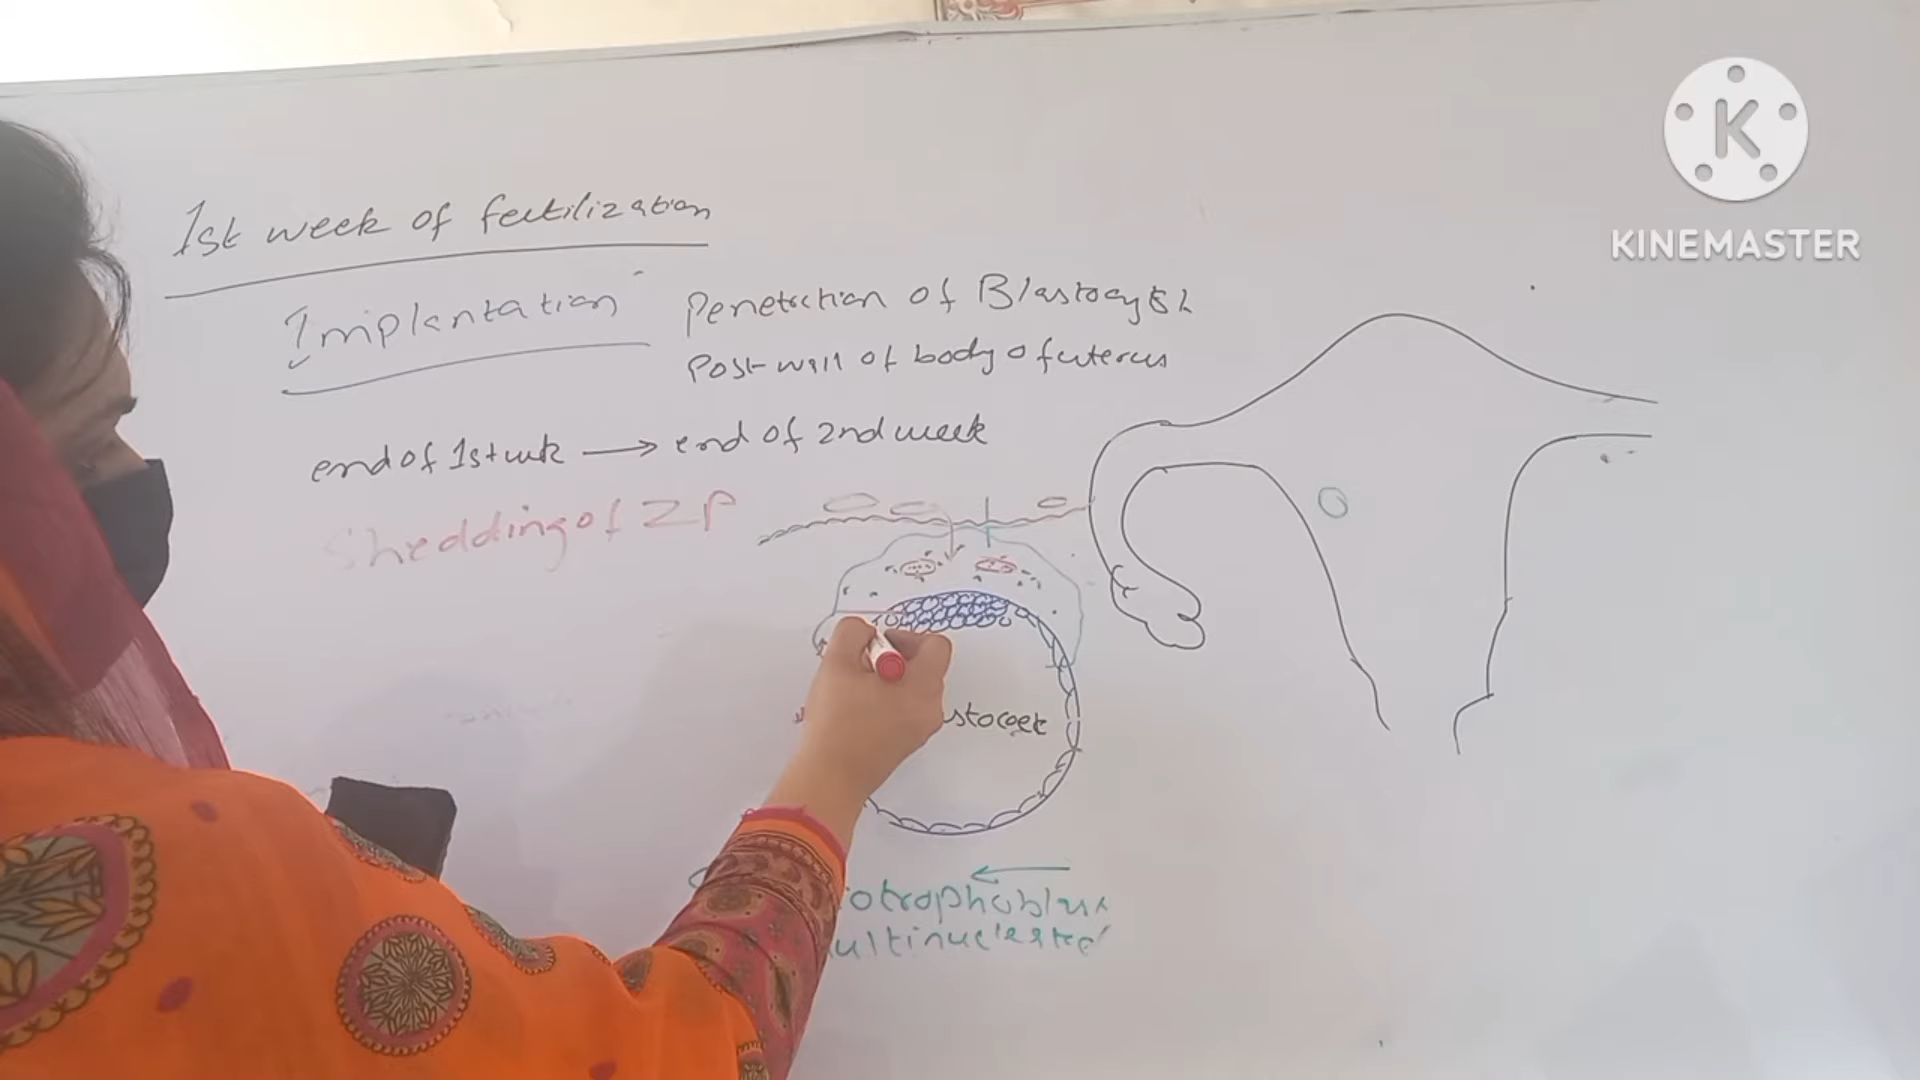 1st week of fertilization
Implantation
Penetration of Blastocyst
Post-wall of body of uterus
end of 1st wk → end of 2nd week
Shedding of ZP
stocoel
otrophoblas
ultinucleated
K
KINEMASTER